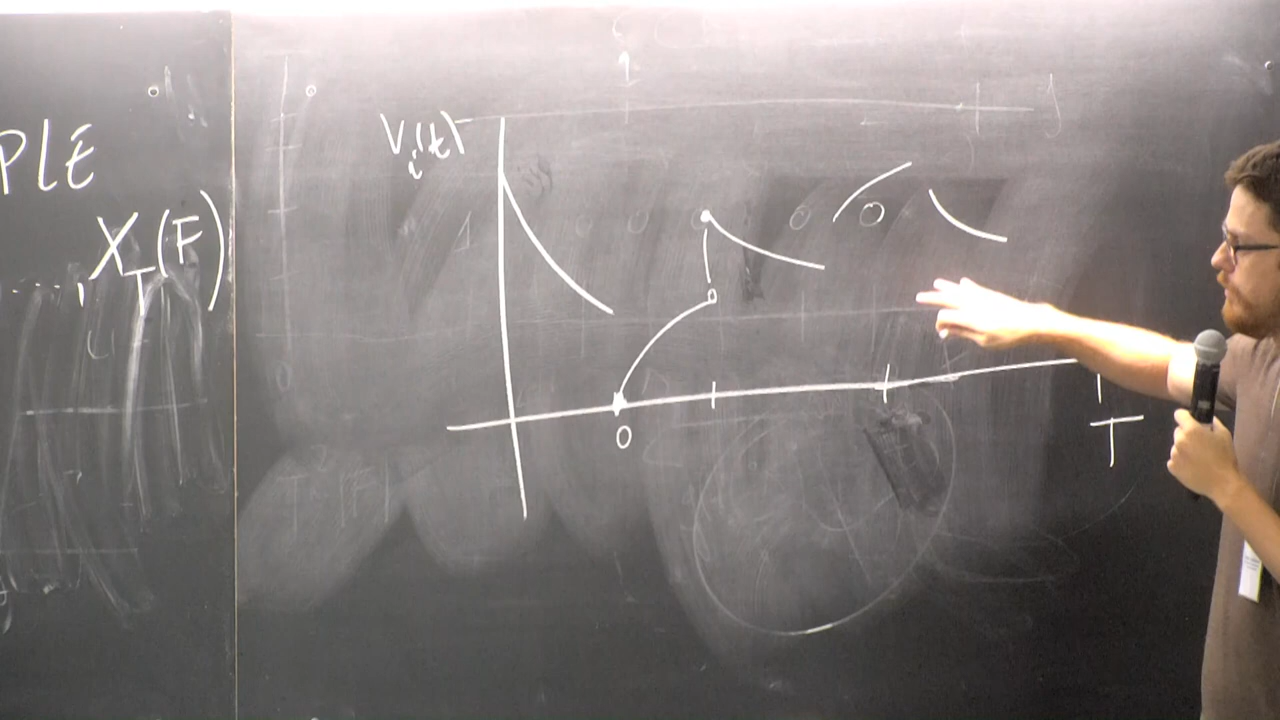 PLE
..., X_T(F)
V_i(t)
0
T